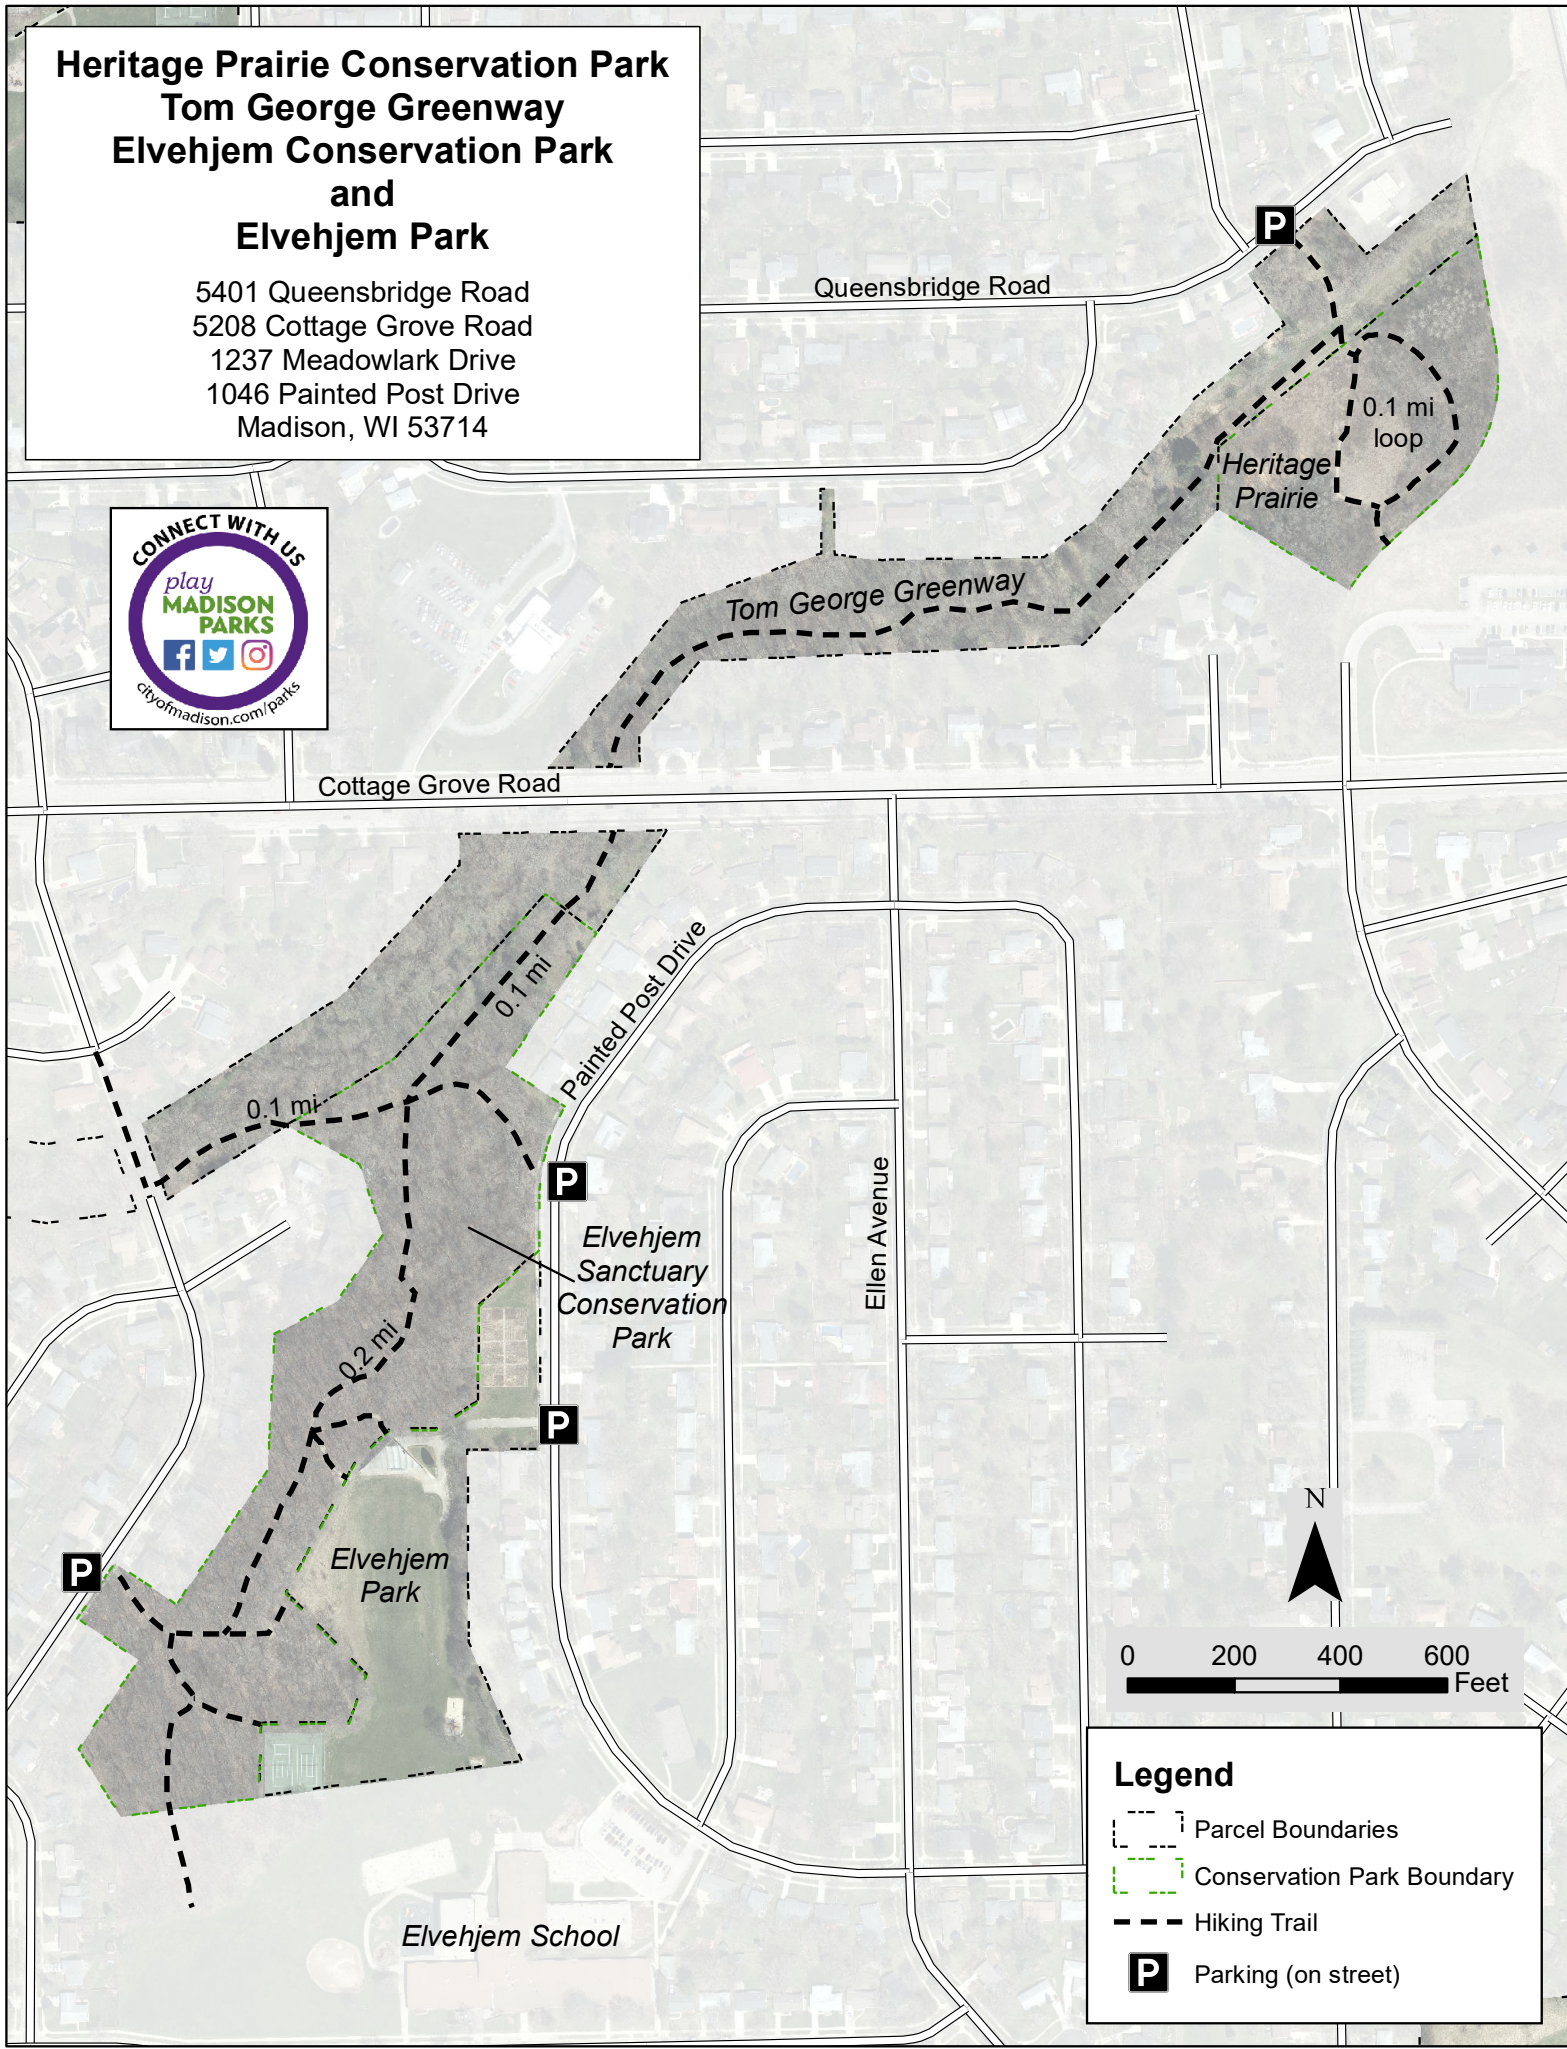 Heritage Prairie Conservation Park
Tom George Greenway
Elvehjem Conservation Park
and
Elvehjem Park
5401 Queensbridge Road
5208 Cottage Grove Road
1237 Meadowlark Drive
1046 Painted Post Drive
Madison, WI 53714
P
Queensbridge Road
0.1 mi
loop
Heritage
Prairie
CONNECT WITH US
play
MADISON
PARKS
cityofmadison.com/parks
Tom George Greenway
Cottage Grove Road
0.1 mi
Painted Post Drive
0.1 mi
P
Elvehjem
Sanctuary
Conservation
Park
Ellen Avenue
0.2 mi
P
N
Elvehjem
Park
P
0 200 400 600
Feet
Legend
Parcel Boundaries
Conservation Park Boundary
Hiking Trail
P Parking (on street)
Elvehjem School